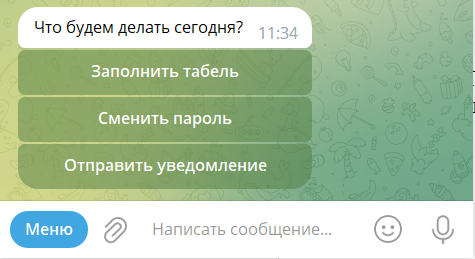 Что будем делать сегодня?
11:34
Заполнить табель
Сменить пароль
Отправить уведомление
Меню
Написать сообщение...